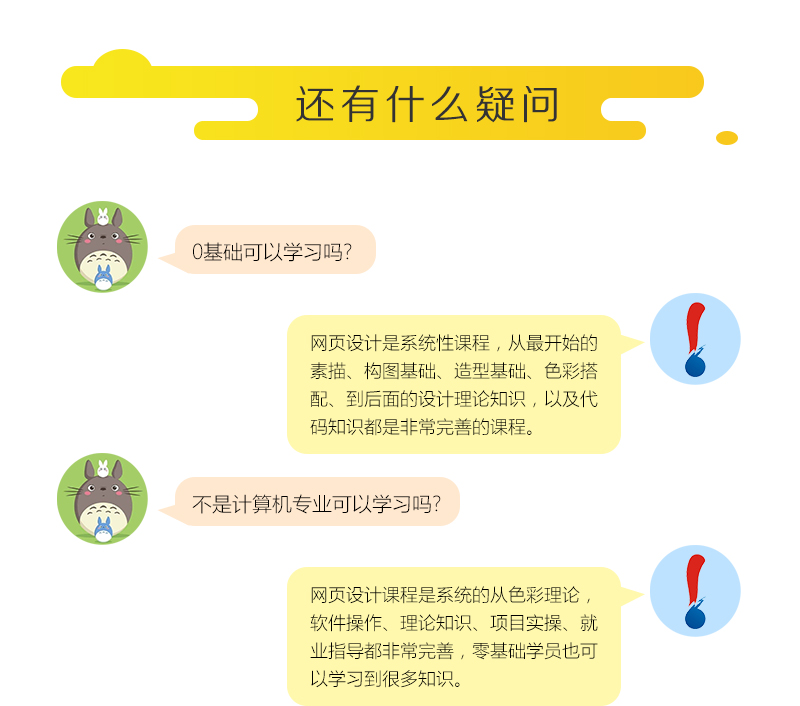 还有什么疑问
0基础可以学习吗?
网页设计是系统性课程，从最开始的
素描、构图基础、造型基础、色彩搭
配、到后面的设计理论知识，以及代
码知识都是非常完善的课程。
不是计算机专业可以学习吗?
网页设计课程是系统的从色彩理论，
软件操作、理论知识、项目实操、就
业指导都非常完善，零基础学员也可
以学习到很多知识。